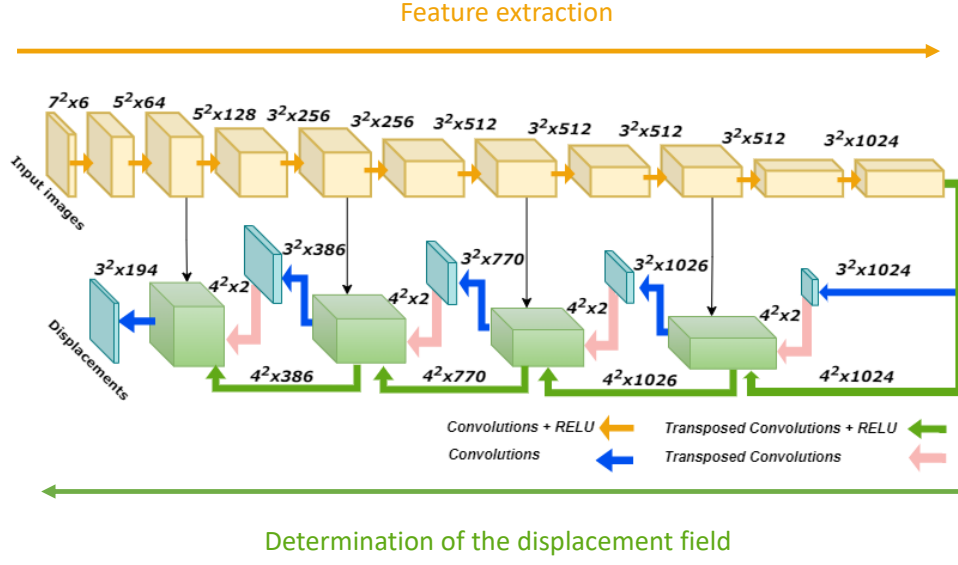 Feature extraction
7²x6
5²x64
5²x128
3²x256
3²x256
3²x512
3²x512
3²x512
3²x512
3²x1024
Input images
3²x194
4²x2
3²x386
4²x2
3²x770
4²x2
3²x1026
4²x2
3²x1024
Displacements
4²x386
4²x770
4²x1026
4²x1024
Convolutions + RELU
Transposed Convolutions + RELU
Convolutions
Transposed Convolutions
Determination of the displacement field